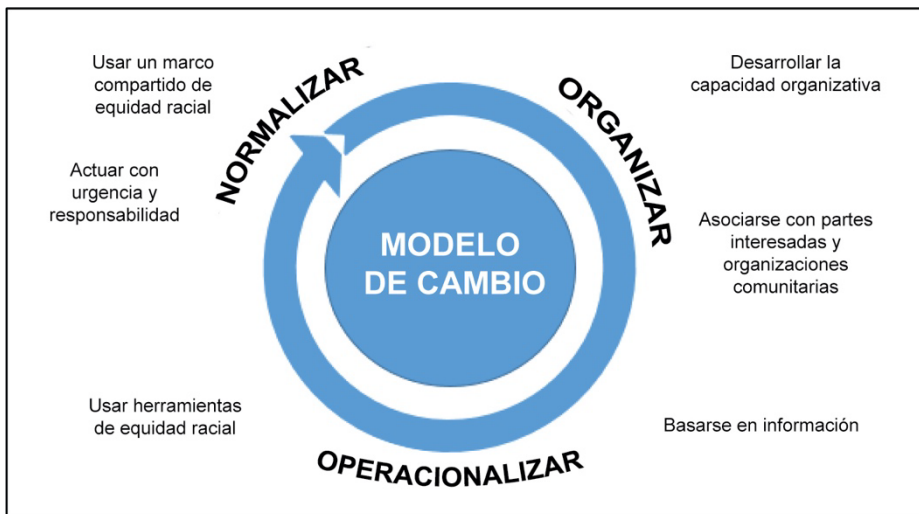 Usar un marco
compartido de
equidad racial
Actuar con
urgencia y
responsabilidad
NORMALIZAR
ORGANIZAR
Desarrollar la
capacidad organizativa
Asociarse con partes
interesadas y
organizaciones
comunitarias
MODELO
DE CAMBIO
Usar herramientas
de equidad racial
OPERACIONALIZAR
Basarse en información